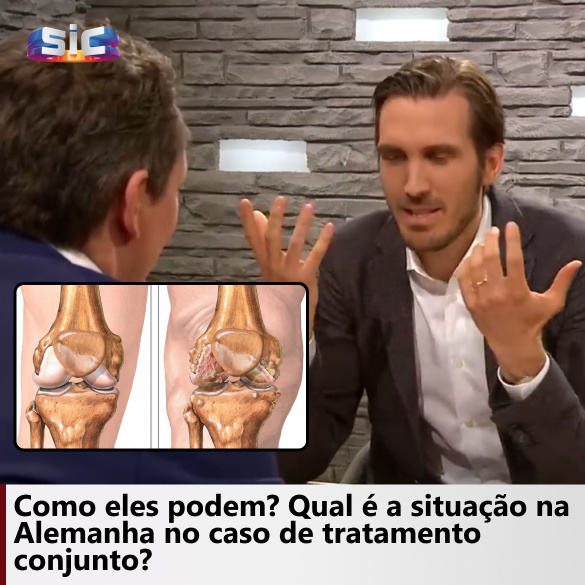 SIC
Como eles podem? Qual é a situação na
Alemanha no caso de tratamento
conjunto?